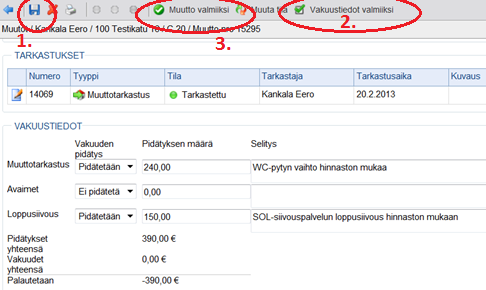 Muutto valmiiksi Muuta tila Vakuustiedot valmiiksi
1. 3. 2.
Muutot / Kankala Eero / 100 Testikatu 10 / C 20 / Muutto-nro 15295
TARKASTUKSET
Numero Tyyppi Tila Tarkastaja Tarkastusaika Kuvaus
14069 Muuttotarkastus Tarkastettu Kankala Eero 20.2.2013
VAKUUSTIEDOT
Vakuuden pidätys Pidätyksen määrä Selitys
Muuttotarkastus Pidätetään 240,00 WC-pytyn vaihto hinnaston mukaa
Avaimet Ei pidätetä 0,00
Loppusiivous Pidätetään 150,00 SOL-siivouspalvelun loppusiivous hinnaston mukaan
Pidätykset yhteensä 390,00 €
Vakuudet yhteensä 0,00 €
Palautetaan -390,00 €